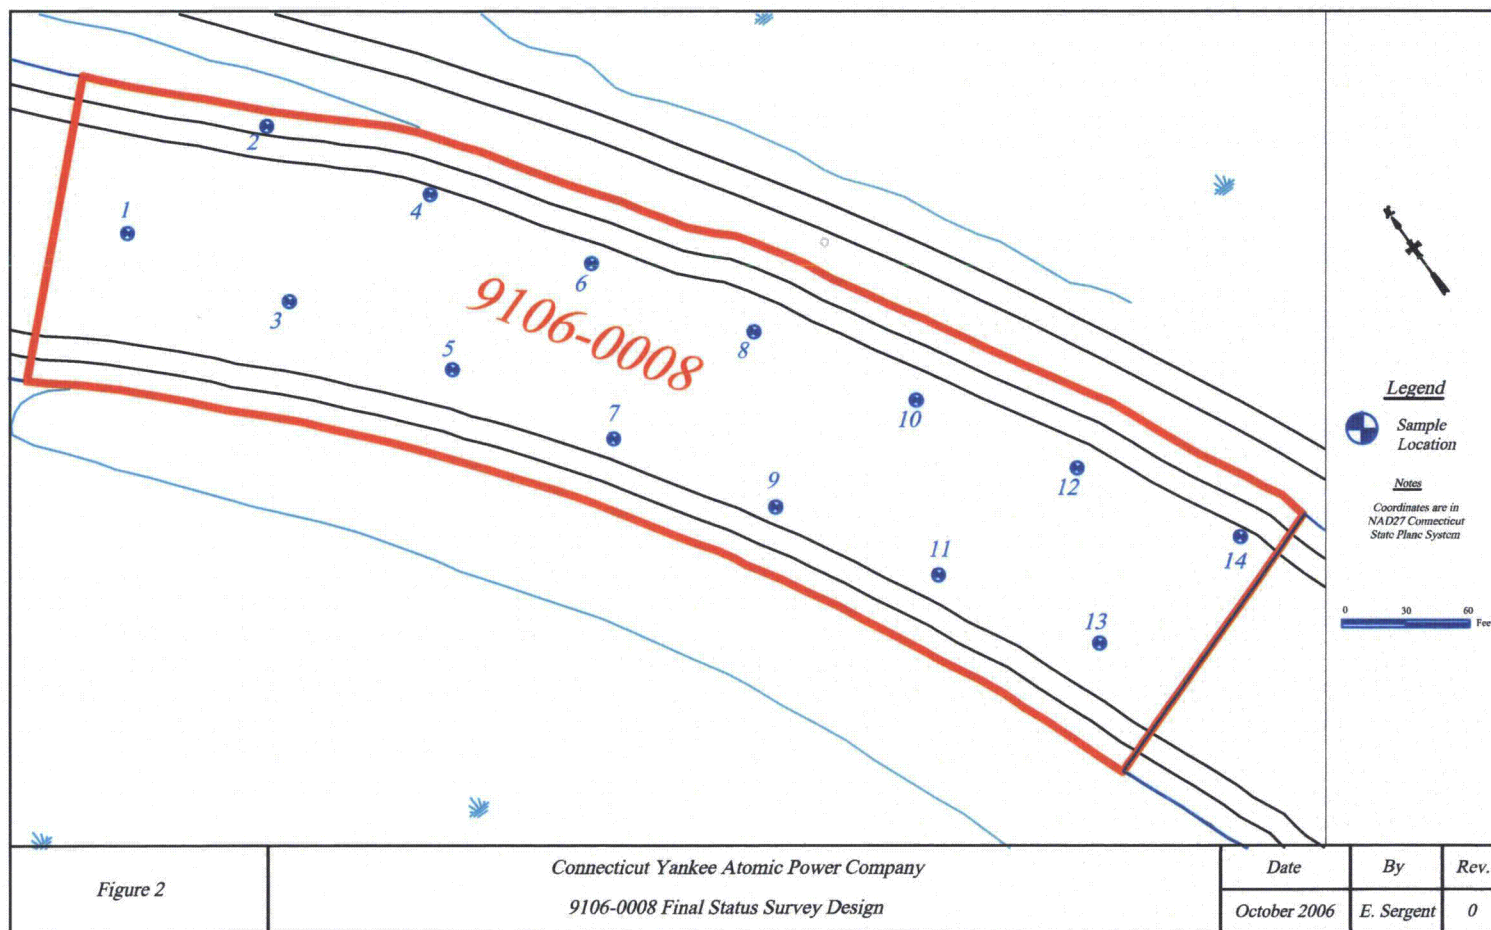 2
1
4
6
3
9106-0008
8
5
10
7
9
12
11
14
13
Legend
Sample
Location
Notes
Coordinates are in
NAD27 Connecticut
State Plane System
0 30 60
Fee
Figure 2
Connecticut Yankee Atomic Power Company
9106-0008 Final Status Survey Design
Date By Rev.
October 2006 E. Sergent 0